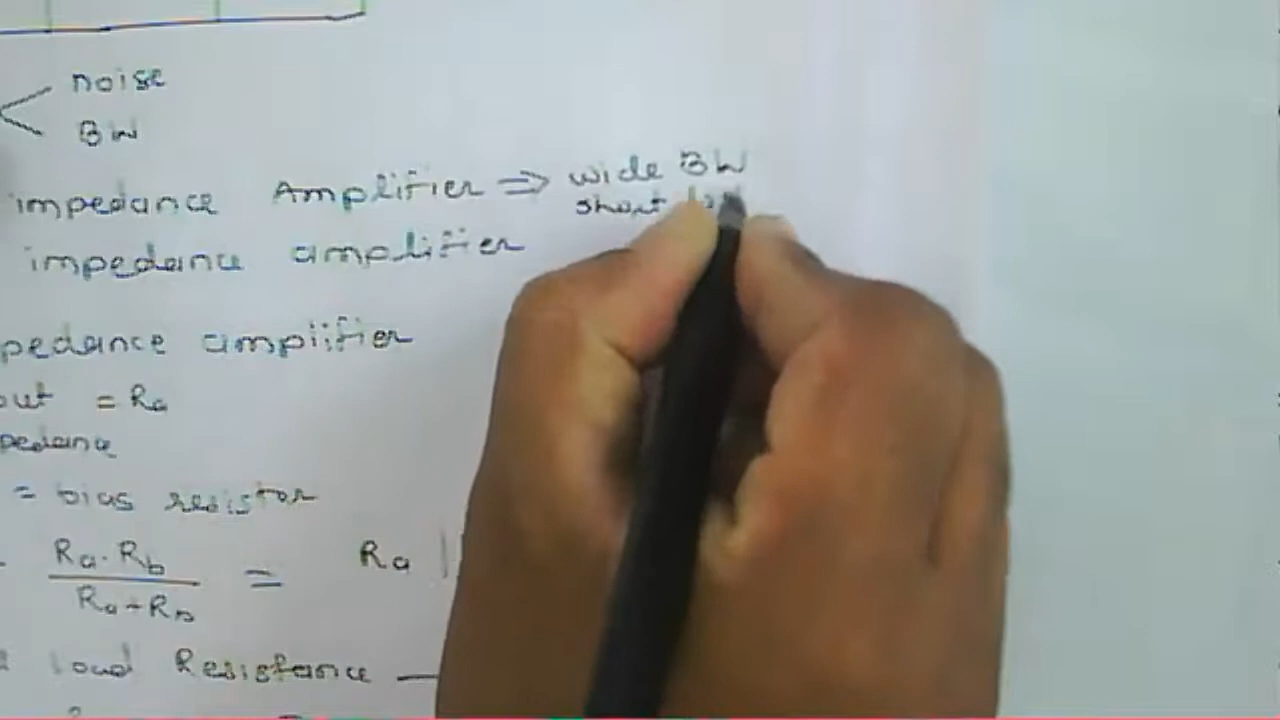 noise
BW
impedance Amplifier ⇒ wide BW
short
impedance amplifier
pedance amplifier
out = Ra
pedance
= bias resistor
Ra. Rb / Ra+Rb = Ra |
load Resistance —